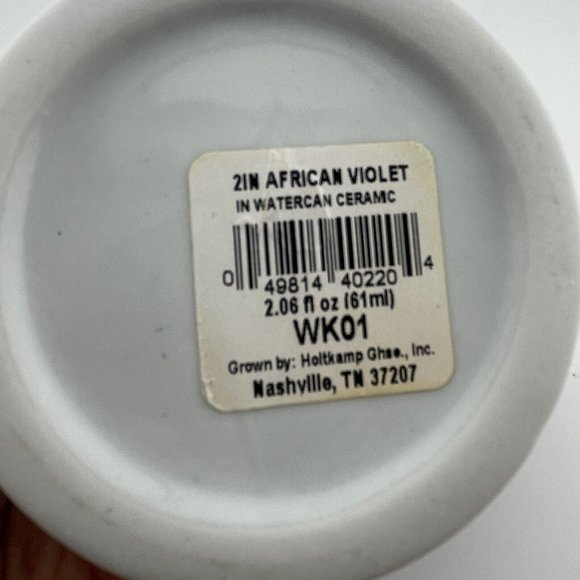 2IN AFRICAN VIOLET
IN WATERCAN CERAMIC
0 49814 40220 4
2.06 fl oz (61ml)
WK01
Grown by: Holtkamp Ghse., Inc.
Nashville, TN 37207